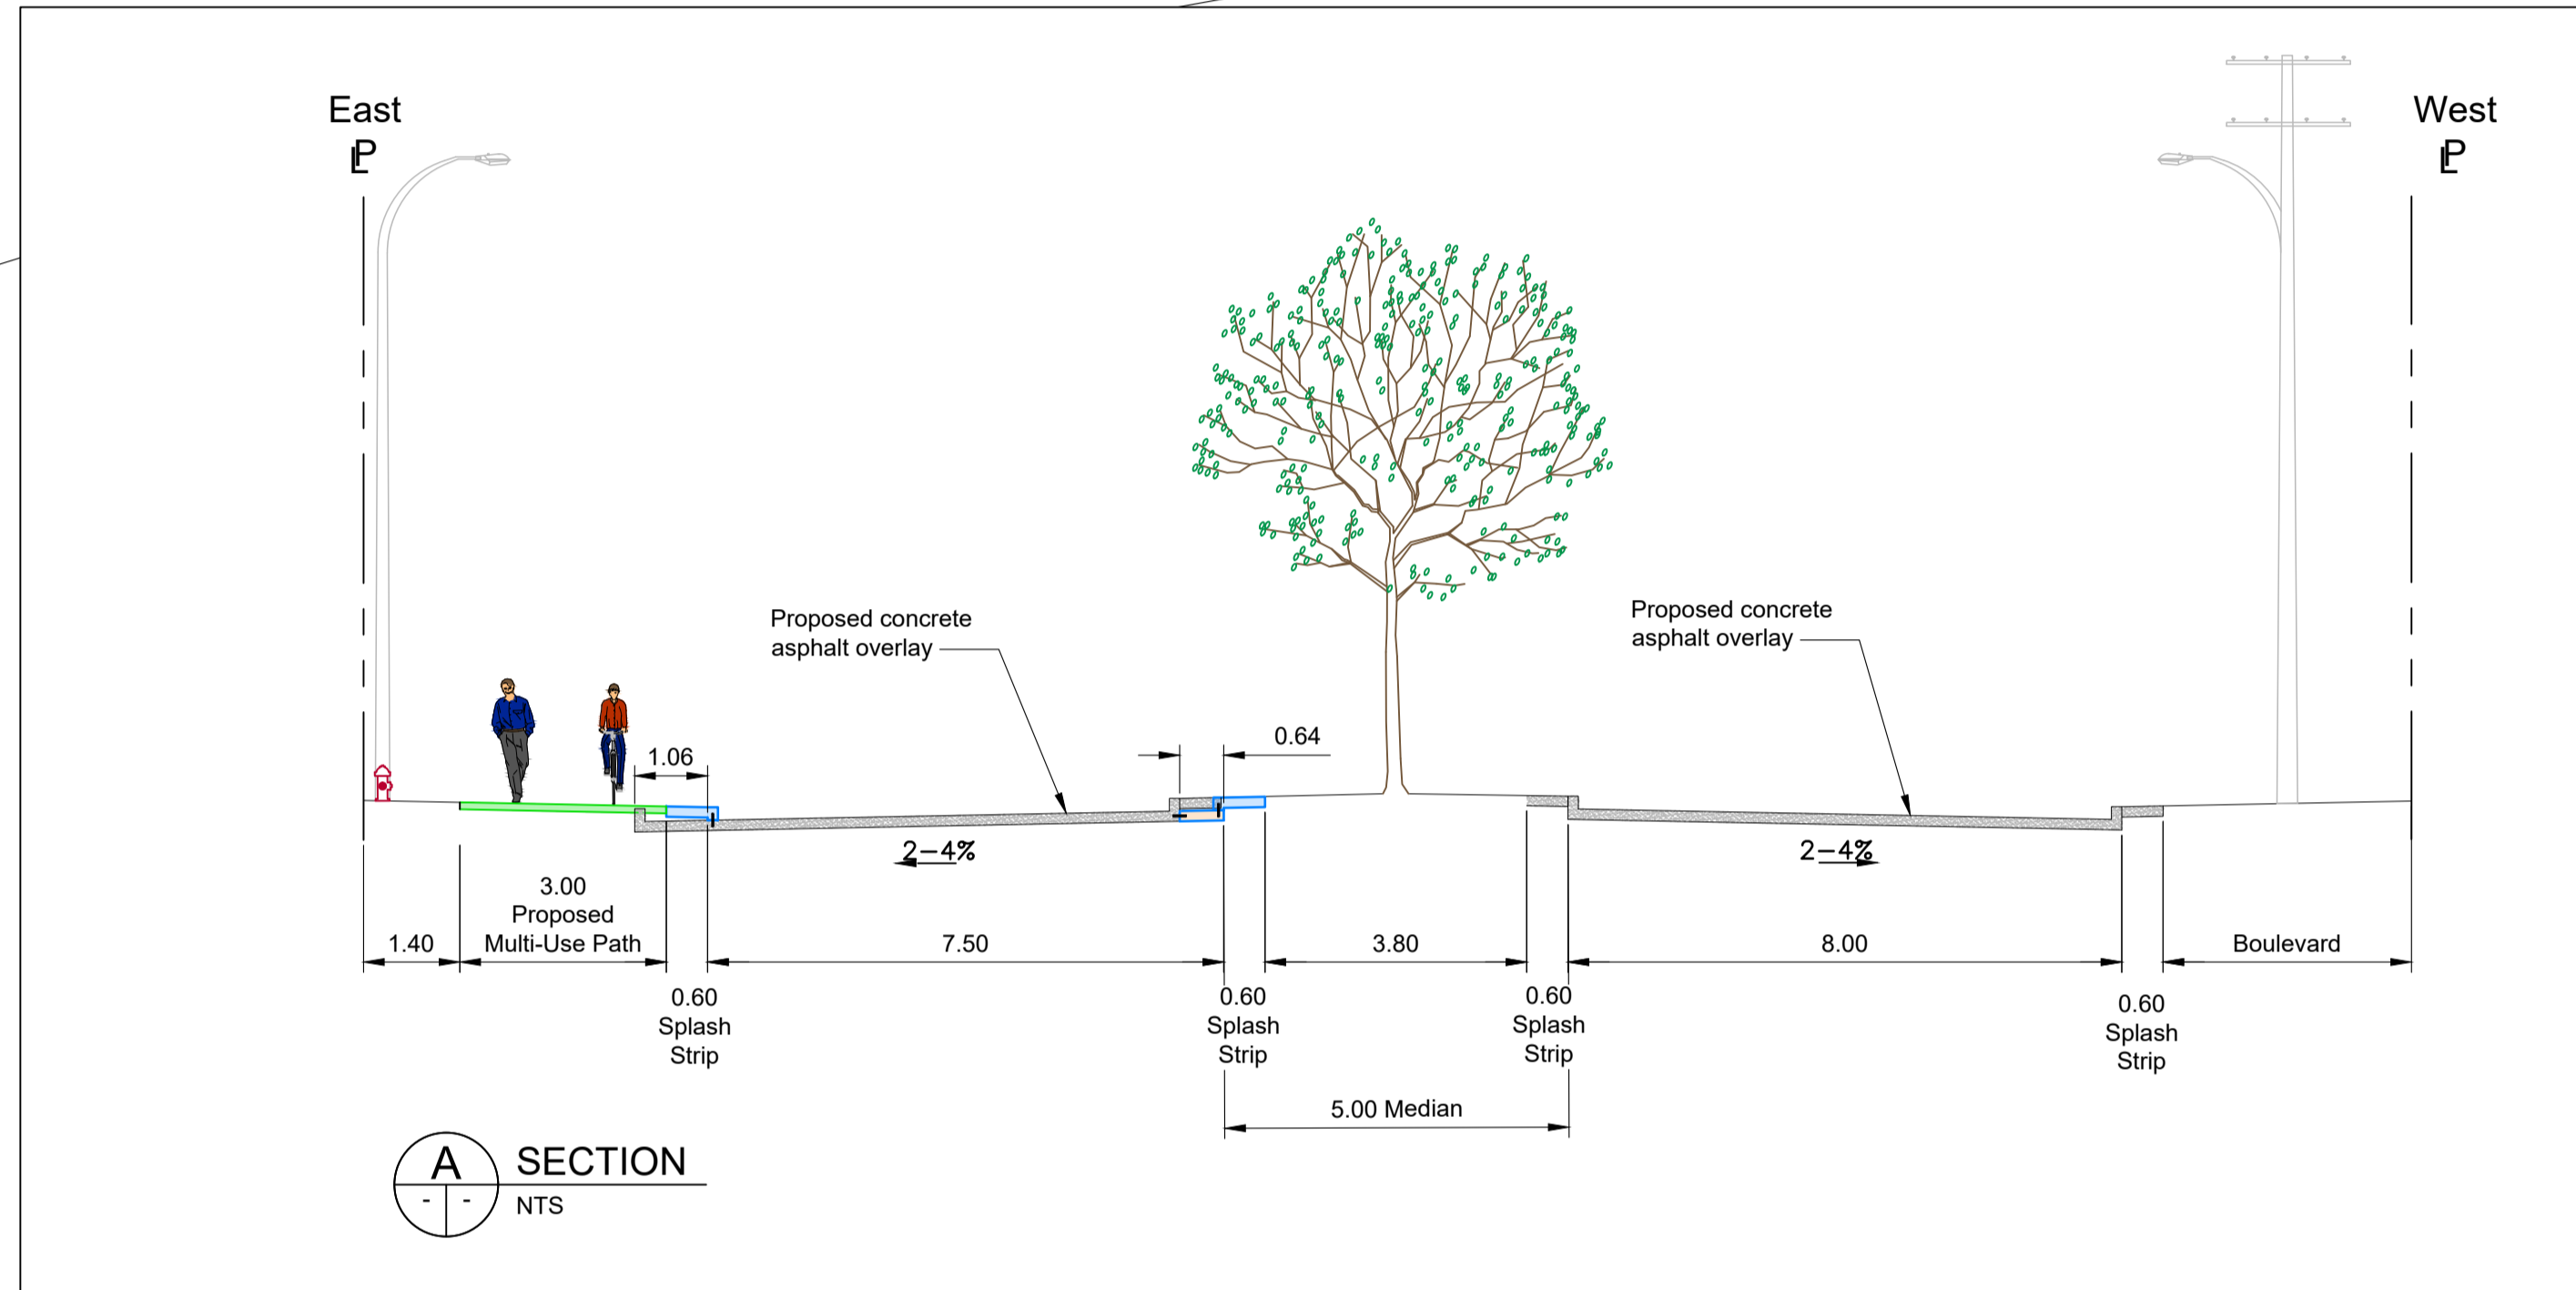 East
PL
West
PL
Proposed concrete
asphalt overlay
Proposed concrete
asphalt overlay
1.06
0.64
2-4%
2-4%
3.00
Proposed
Multi-Use Path
1.40
7.50
3.80
8.00
Boulevard
0.60
Splash
Strip
0.60
Splash
Strip
0.60
Splash
Strip
0.60
Splash
Strip
5.00 Median
A
- -
SECTION
NTS